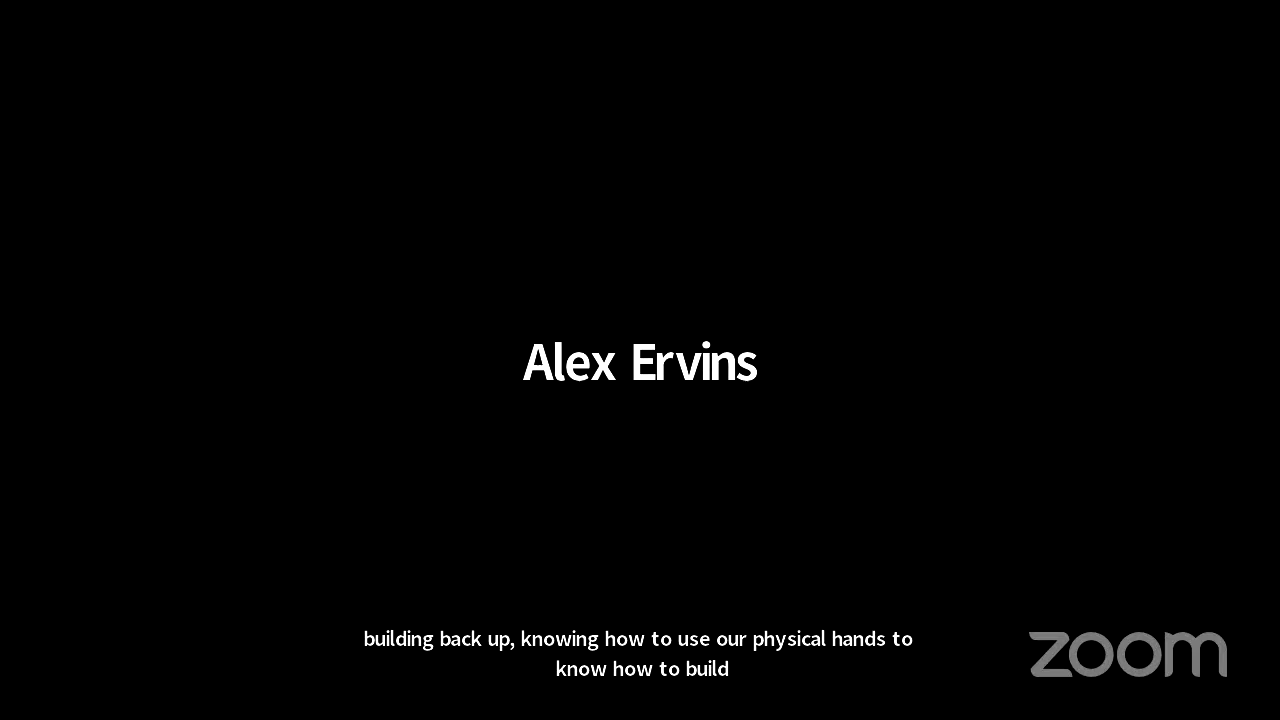 Alex Ervins
building back up, knowing how to use our physical hands to
know how to build
zoom